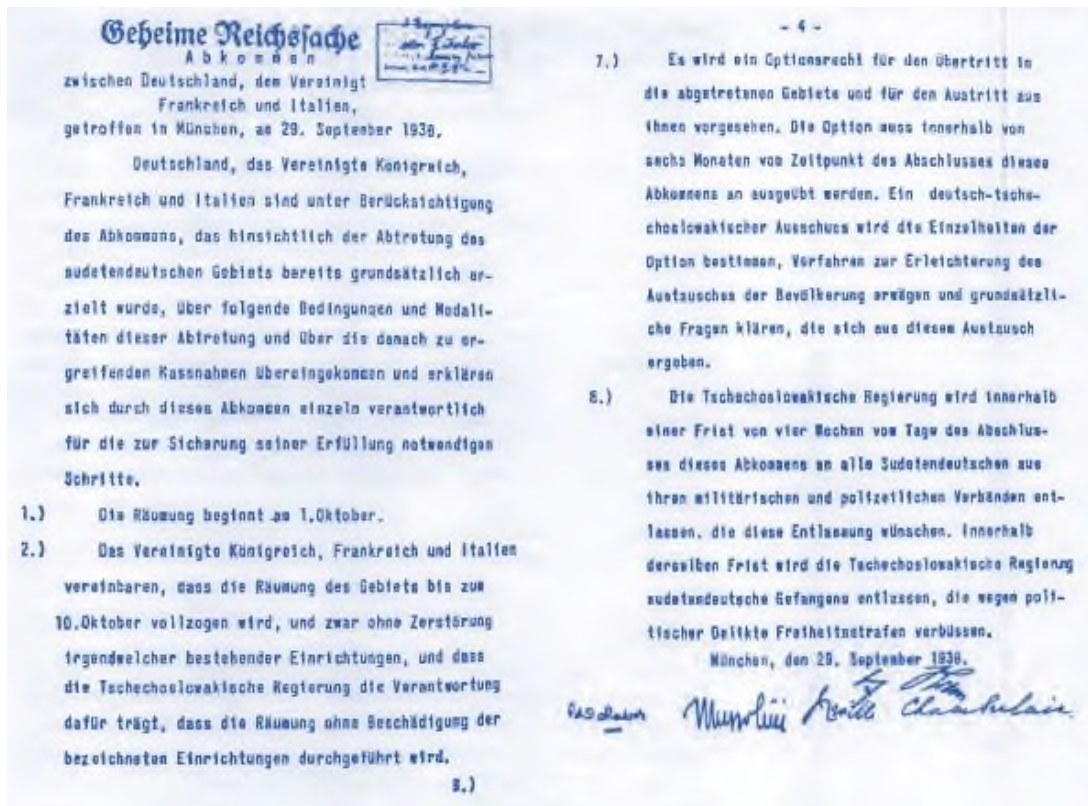 Geheime Reichssache
Abkommen
zwischen Deutschland, dem Vereinigt
Frankreich und Italien,
getroffen in München, am 29. September 1938.
Deutschland, das Vereinigte Königreich,
Frankreich und Italien sind unter Berücksichtigung
des Abkommens, das hinsichtlich der Abtretung des
sudetendeutschen Gebiets bereits grundsätzlich er-
zielt wurde, über folgende Bedingungen und Modali-
täten dieser Abtretung und über die danach zu er-
greifenden Massnahmen übereingekommen und erklären
sich durch dieses Abkommen einzeln verantwortlich
für die zur Sicherung seiner Erfüllung notwendigen
Schritte.
1.) Die Räumung beginnt am 1.Oktober.
2.) Das Vereinigte Königreich, Frankreich und Italien
vereinbaren, dass die Räumung des Gebiets bis zum
10.Oktober vollzogen wird, und zwar ohne Zerstörung
irgendwelcher bestehender Einrichtungen, und dass
die Tschechoslowakische Regierung die Verantwortung
dafür trägt, dass die Räumung ohne Beschädigung der
bezeichneten Einrichtungen durchgeführt wird.
3.)
- 4 -
7.) Es wird ein Optionsrecht für den Übertritt in
die abgetretenen Gebiete und für den Austritt aus
ihnen vorgesehen. Die Option muss innerhalb von
sechs Monaten vom Zeitpunkt des Abschlusses dieses
Abkommens an ausgeübt werden. Ein deutsch-tsche-
choslowakischer Ausschuss wird die Einzelheiten der
Option bestimmen, Verfahren zur Erleichterung des
Austausches der Bevölkerung erwägen und grundsätzli-
che Fragen klären, die sich aus diesem Austausch
ergeben.
8.) Die Tschechoslowakische Regierung wird innerhalb
einer Frist von vier Wochen vom Tage des Abschlus-
ses dieses Abkommens an alle Sudetendeutschen aus
ihren militärischen und polizeilichen Verbänden ent-
lassen, die diese Entlassung wünschen. Innerhalb
derselben Frist wird die Tschechoslowakische Regierung
sudetendeutsche Gefangene entlassen, die wegen poli-
tischer Delikte Freiheitsstrafen verbüssen.
München, den 29. September 1938.
Mussolini Chamberlain